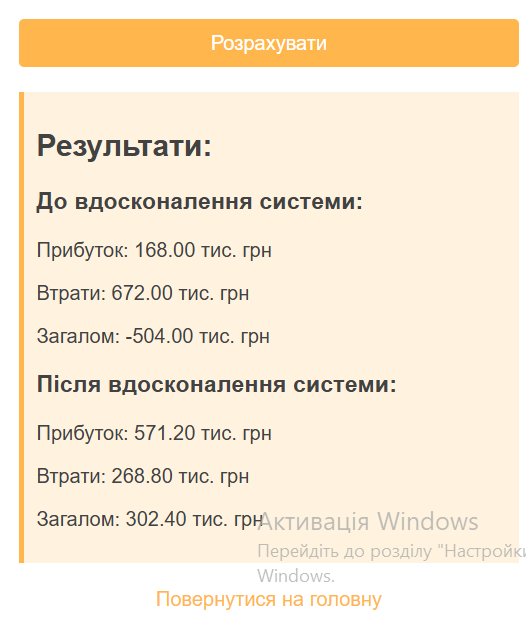 Розрахувати
Результати:
До вдосконалення системи:
Прибуток: 168.00 тис. грн
Втрати: 672.00 тис. грн
Загалом: -504.00 тис. грн
Після вдосконалення системи:
Прибуток: 571.20 тис. грн
Втрати: 268.80 тис. грн
Загалом: 302.40 тис. грн
Активація Windows
Перейдіть до розділу "Настройки
Windows.
Повернутися на головну